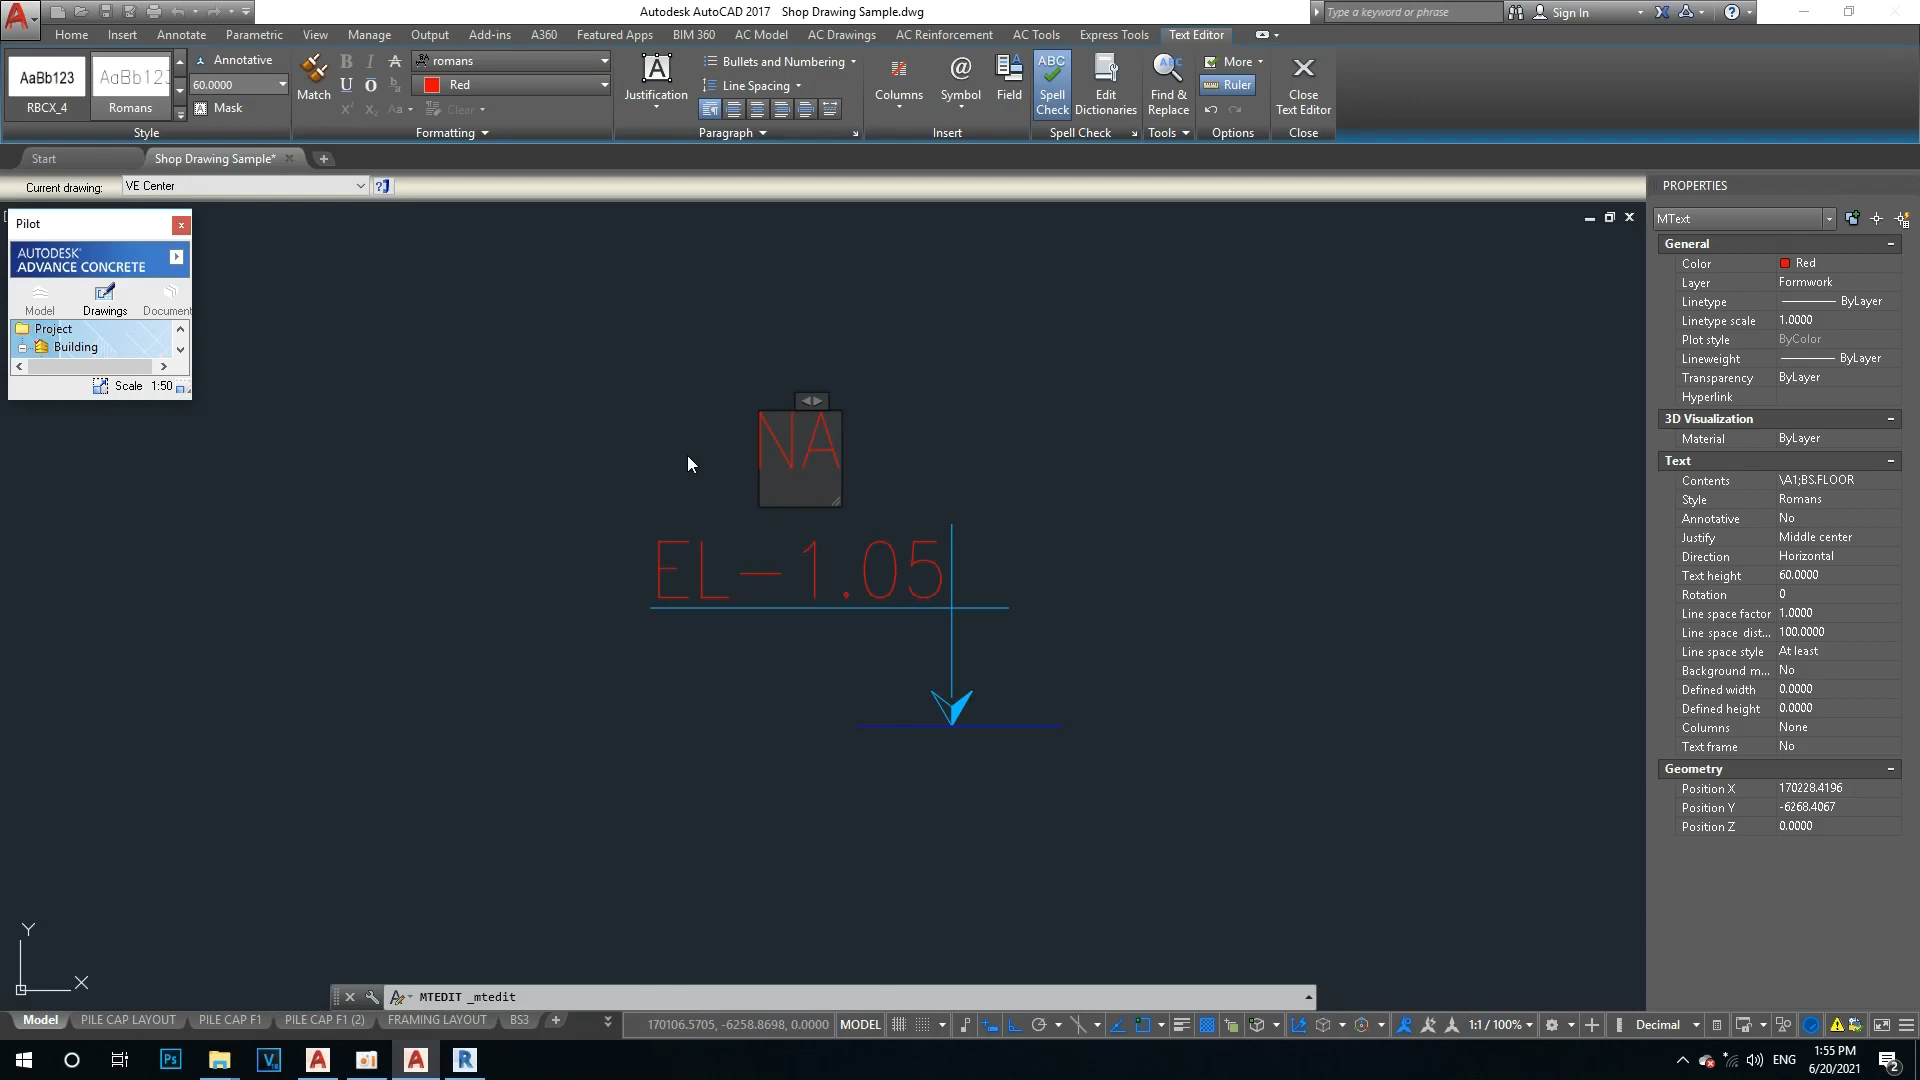 Autodesk AutoCAD 2017    Shop Drawing Sample.dwg
Type a keyword or phrase
Sign In
Home Insert Annotate Parametric View Manage Output Add-ins A360 Featured Apps BIM 360 AC Model AC Drawings AC Reinforcement AC Tools Express Tools Text Editor
AaBb123
RBCX_4
AaBb123
Romans
Annotative
60.0000
Mask
Style
Match
romans
Red
Clear
Formatting
Justification
Bullets and Numbering
Line Spacing
Paragraph
Columns
Symbol
Field
Insert
ABC
Spell
Check
Edit
Dictionaries
Spell Check
ABC
Find &
Replace
Tools
More
Ruler
Options
Close
Text Editor
Close
Start
Shop Drawing Sample*
Current drawing:
VE Center
Pilot
AUTODESK
ADVANCE CONCRETE
Model
Drawings
Document
Project
Building
Scale 1:50
NA
EL-1.05
Y
X
PROPERTIES
MText
General
Color Red
Layer Formwork
Linetype ByLayer
Linetype scale 1.0000
Plot style ByColor
Lineweight ByLayer
Transparency ByLayer
Hyperlink
3D Visualization
Material ByLayer
Text
Contents \A1;BS.FLOOR
Style Romans
Annotative No
Justify Middle center
Direction Horizontal
Text height 60.0000
Rotation 0
Line space factor 1.0000
Line space dist... 100.0000
Line space style At least
Background m... No
Defined width 0.0000
Defined height 0.0000
Columns None
Text frame No
Geometry
Position X 170228.4196
Position Y -6268.4067
Position Z 0.0000
MTEDIT _mtedit
Model PILE CAP LAYOUT PILE CAP F1 PILE CAP F1 (2) FRAMING LAYOUT BS3
170106.5705, -6258.8698, 0.0000 MODEL
1:1 / 100%
Decimal
ENG
1:55 PM
6/20/2021
2